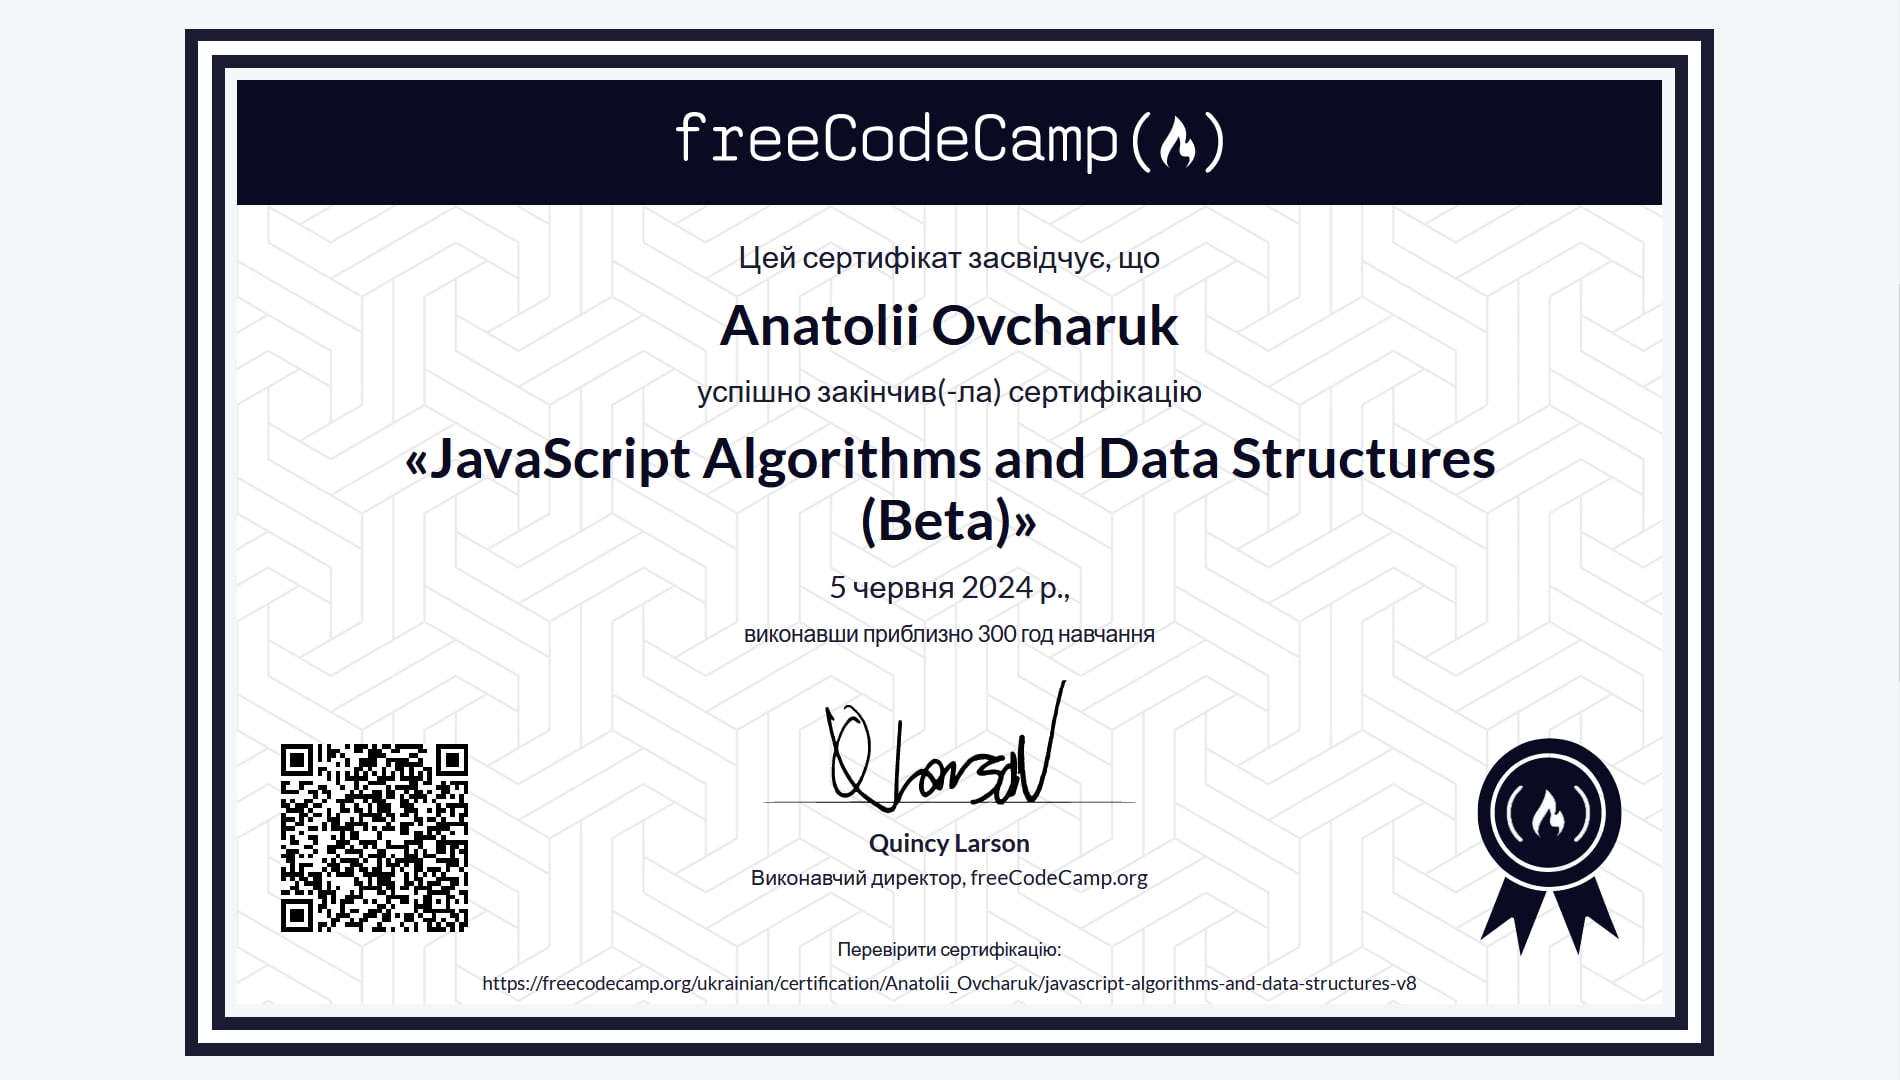 freeCodeCamp
Цей сертифікат засвідчує, що
Anatolii Ovcharuk
успішно закінчив(-ла) сертифікацію
«JavaScript Algorithms and Data Structures
(Beta)»
5 червня 2024 р.,
виконавши приблизно 300 год навчання
Quincy Larson
Виконавчий директор, freeCodeCamp.org
Перевірити сертифікацію:
https://freecodecamp.org/ukrainian/certification/Anatolii_Ovcharuk/javascript-algorithms-and-data-structures-v8